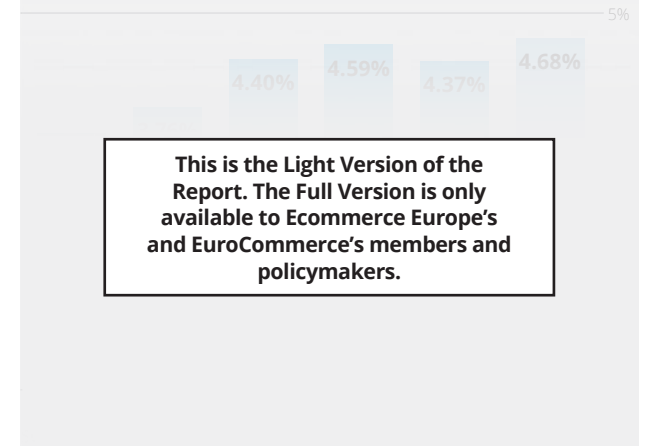 5%
4.40%
4.59%
4.37%
4.68%
This is the Light Version of the
Report. The Full Version is only
available to Ecommerce Europe’s
and EuroCommerce’s members and
policymakers.